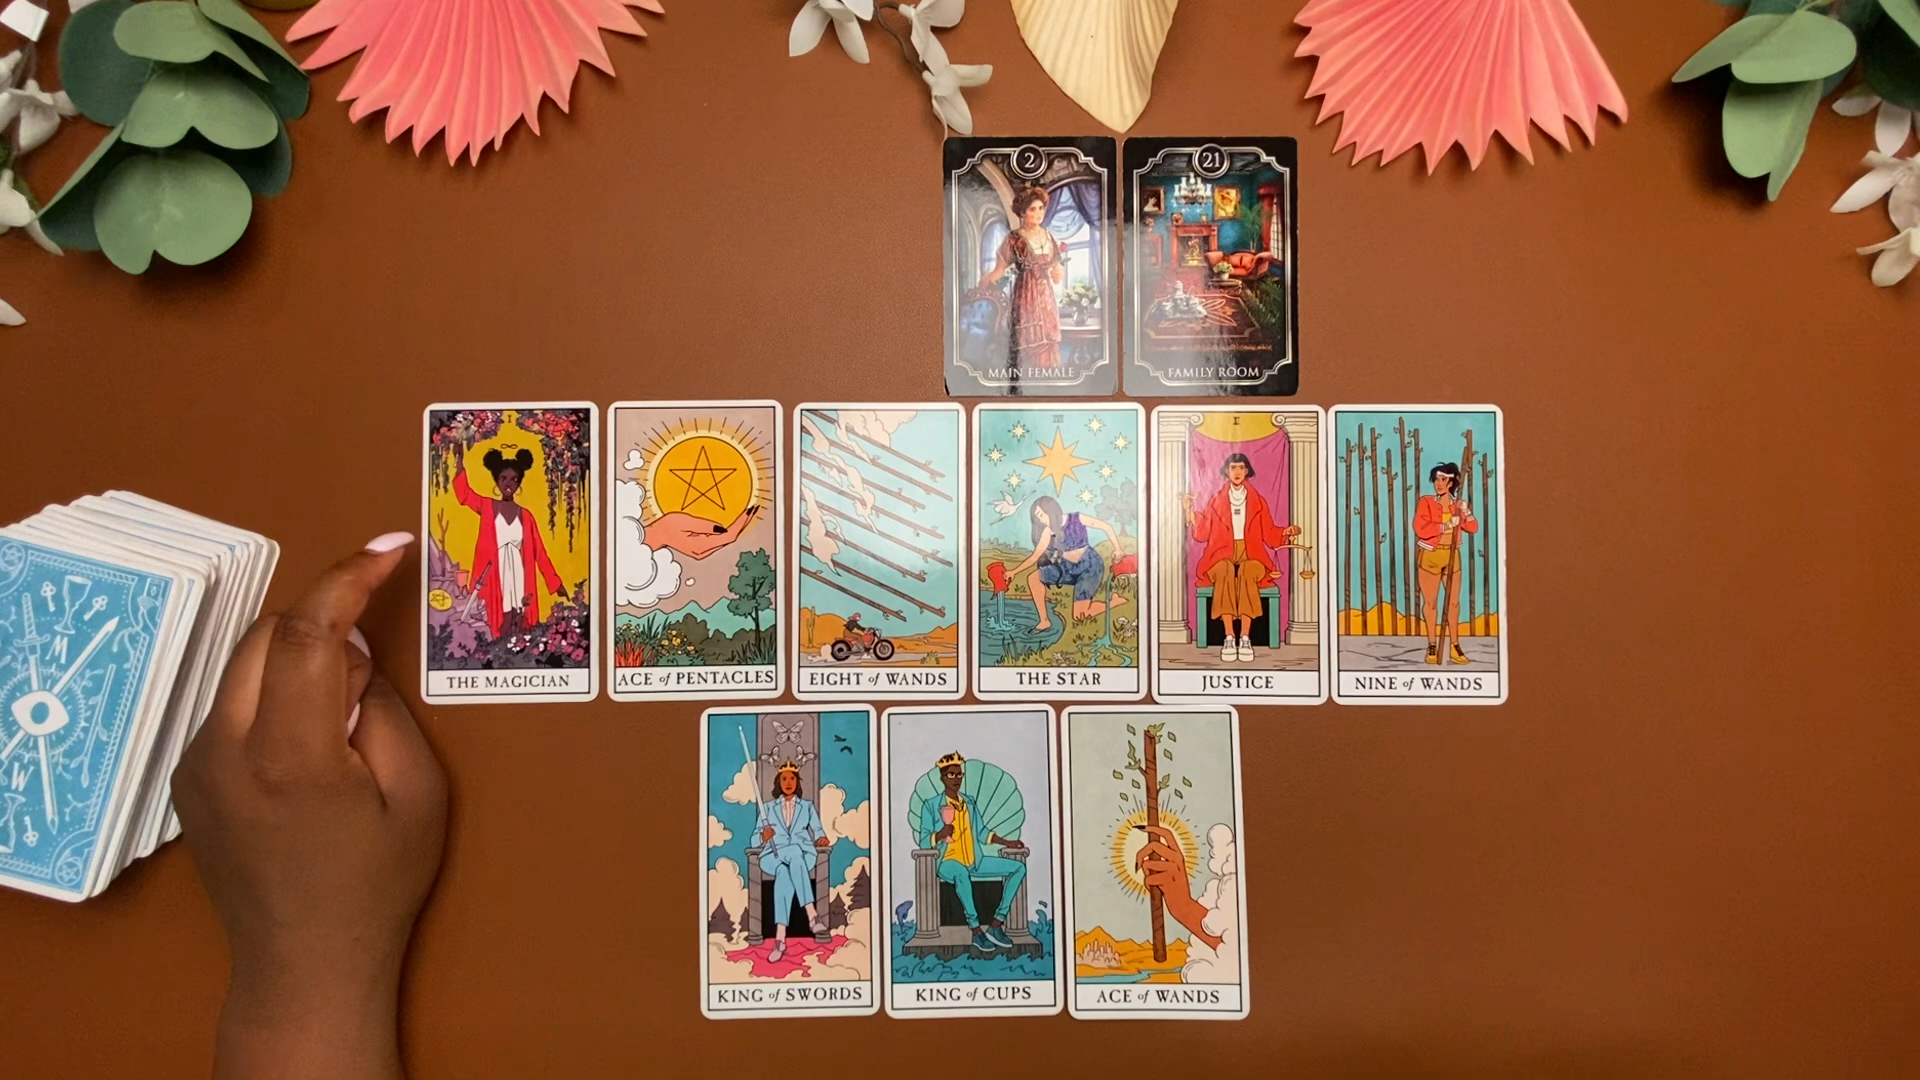 2
MAIN FEMALE
21
FAMILY ROOM
I
THE MAGICIAN
ACE of PENTACLES
EIGHT of WANDS
THE STAR
JUSTICE
NINE of WANDS
KING of SWORDS
KING of CUPS
ACE of WANDS
M
W